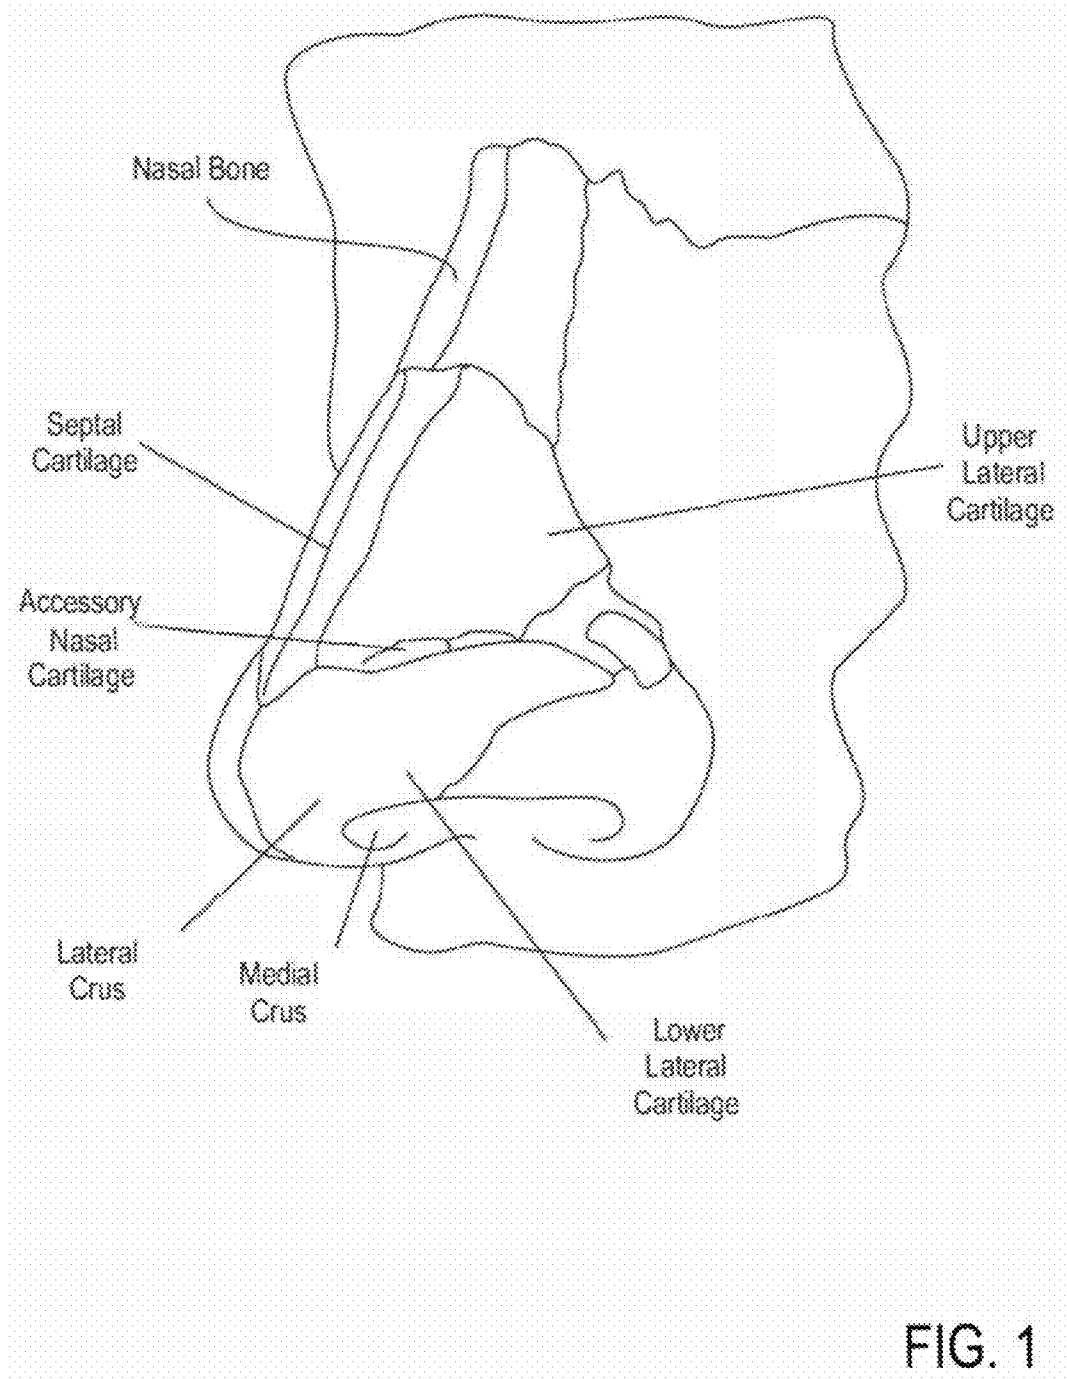 Nasal Bone
Septal
Cartilage
Upper
Lateral
Cartilage
Accessory
Nasal
Cartilage
Lateral
Crus
Medial
Crus
Lower
Lateral
Cartilage
FIG. 1